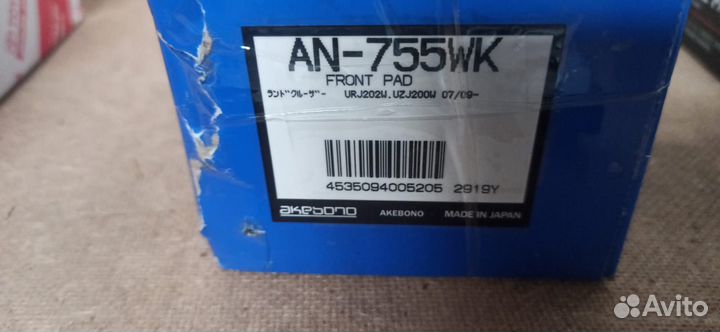 AN-755WK
FRONT PAD
ランドクルーザー URJ202W.UZJ200W 07/09-
4535094005205 2919Y
akebono AKEBONO MADE IN JAPAN
Avito